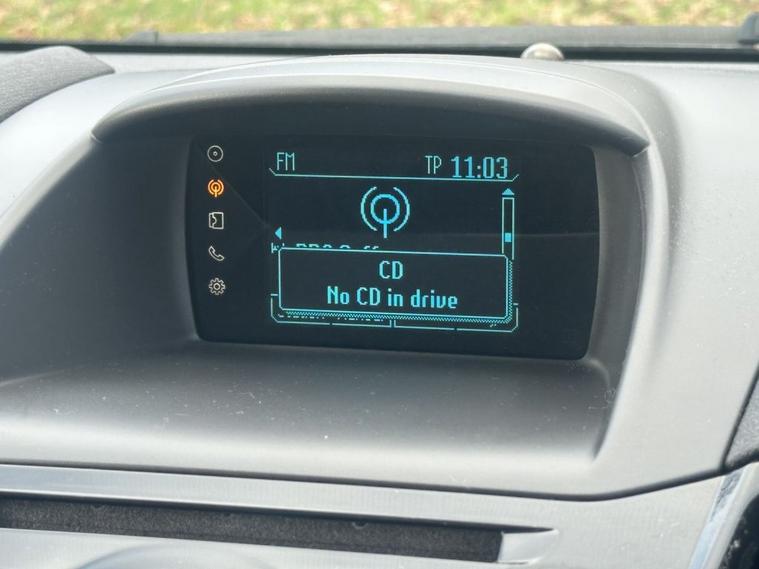 FM TP 11:03
CD
No CD in drive